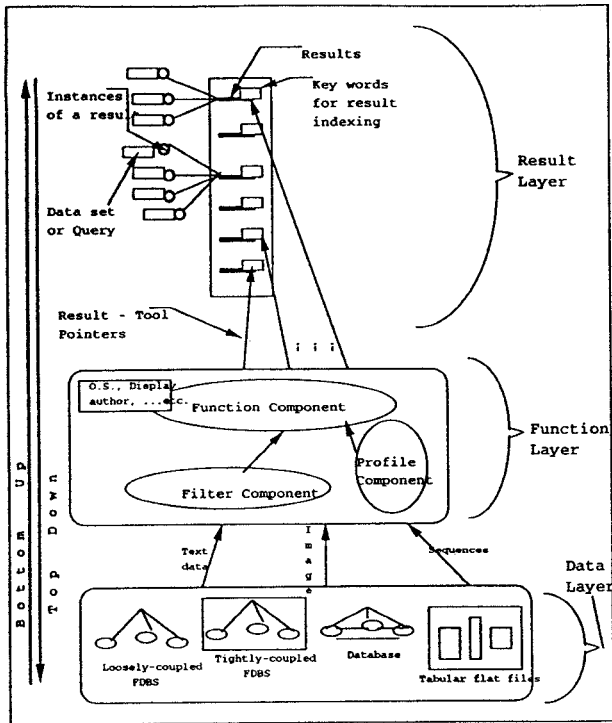 Results
Key words
for result
indexing
Instances
of a resul
Data set
or Query
Result
Layer
Result - Tool
Pointers
O.S., Display
author, ...etc.
Function Component
Profile
Component
Filter Component
Function
Layer
Bottom Up
Top Down
Text
data
Image
Sequences
Data
Layer
Loosely-coupled
FDBS
Tightly-coupled
FDBS
Database
Tabular flat files